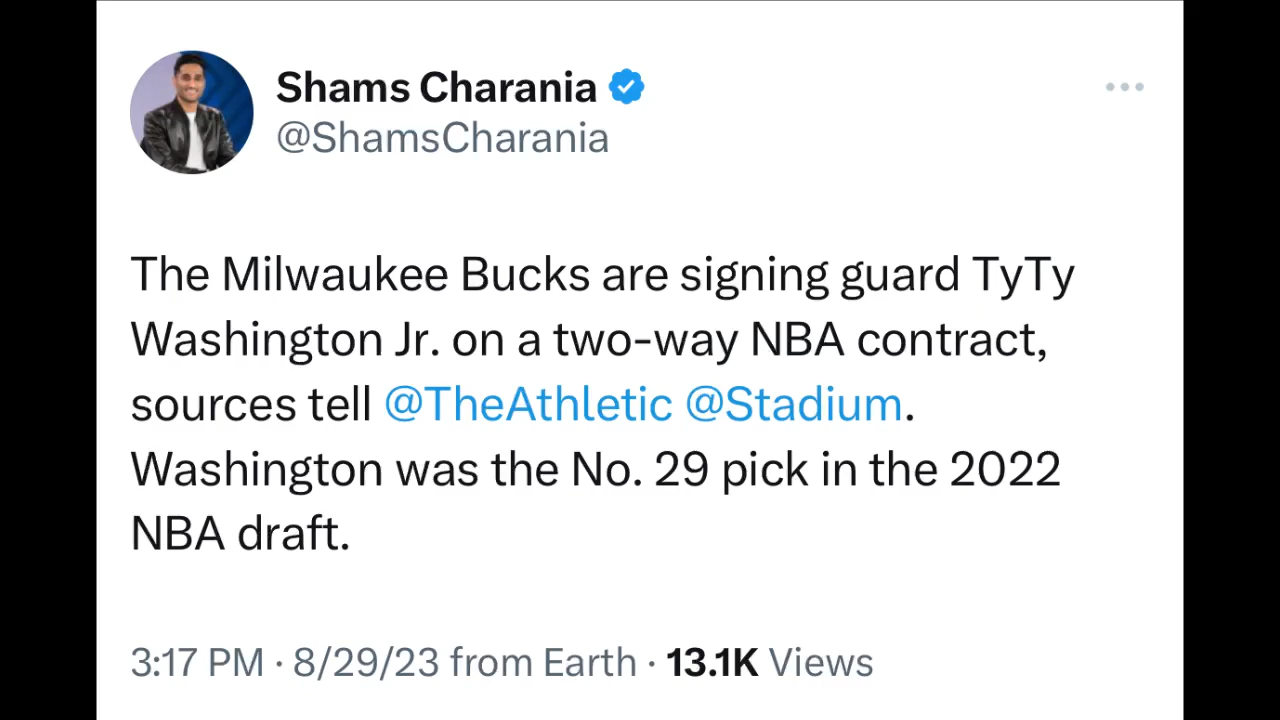 Shams Charania
@ShamsCharania
The Milwaukee Bucks are signing guard TyTy
Washington Jr. on a two-way NBA contract,
sources tell @TheAthletic @Stadium.
Washington was the No. 29 pick in the 2022
NBA draft.
3:17 PM · 8/29/23 from Earth · 13.1K Views